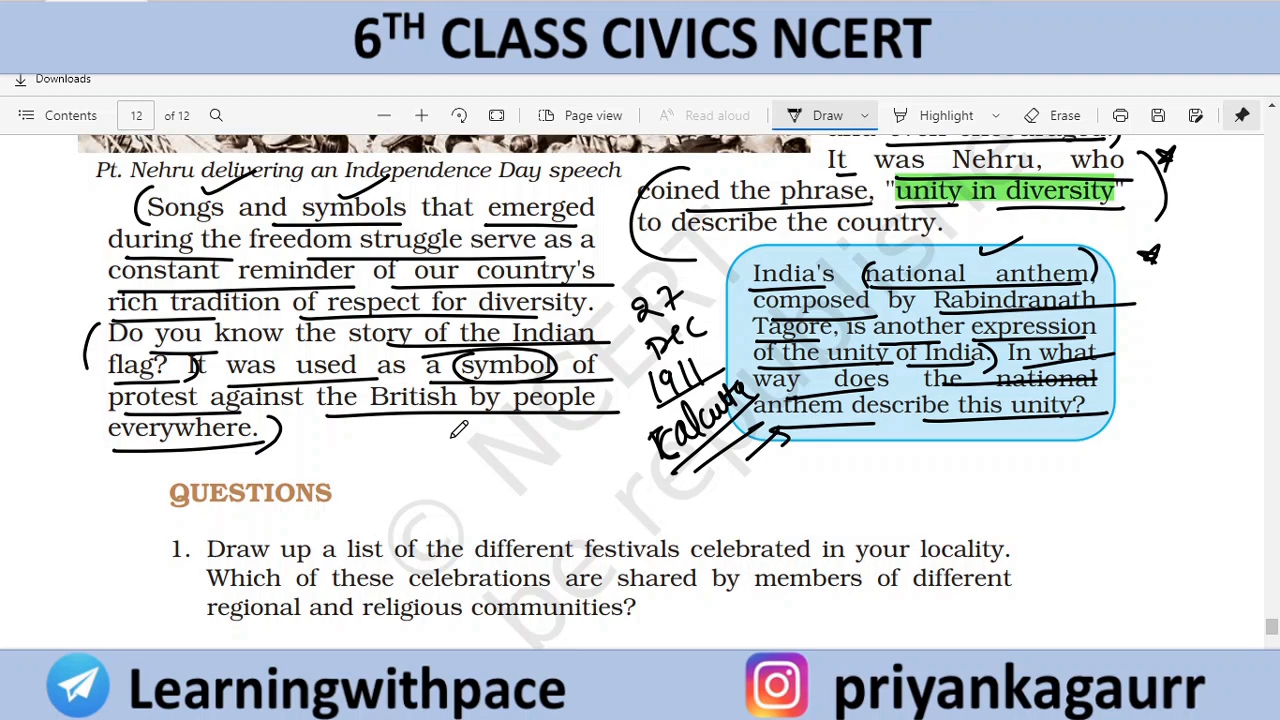 6TH CLASS CIVICS NCERT
Downloads
Contents 12 of 12 Page view Read aloud Draw Highlight Erase
Pt. Nehru delivering an Independence Day speech
Songs and symbols that emerged
during the freedom struggle serve as a
constant reminder of our country's
rich tradition of respect for diversity.
Do you know the story of the Indian
flag? It was used as a symbol of
protest against the British by people
everywhere.
It was Nehru, who
coined the phrase, "unity in diversity"
to describe the country.
27
Dec
1911
Kalcutta
India's national anthem,
composed by Rabindranath
Tagore, is another expression
of the unity of India. In what
way does the national
anthem describe this unity?
© NCERT
be republishe
QUESTIONS
1. Draw up a list of the different festivals celebrated in your locality.
Which of these celebrations are shared by members of different
regional and religious communities?
Learningwithpace
priyankagaurr